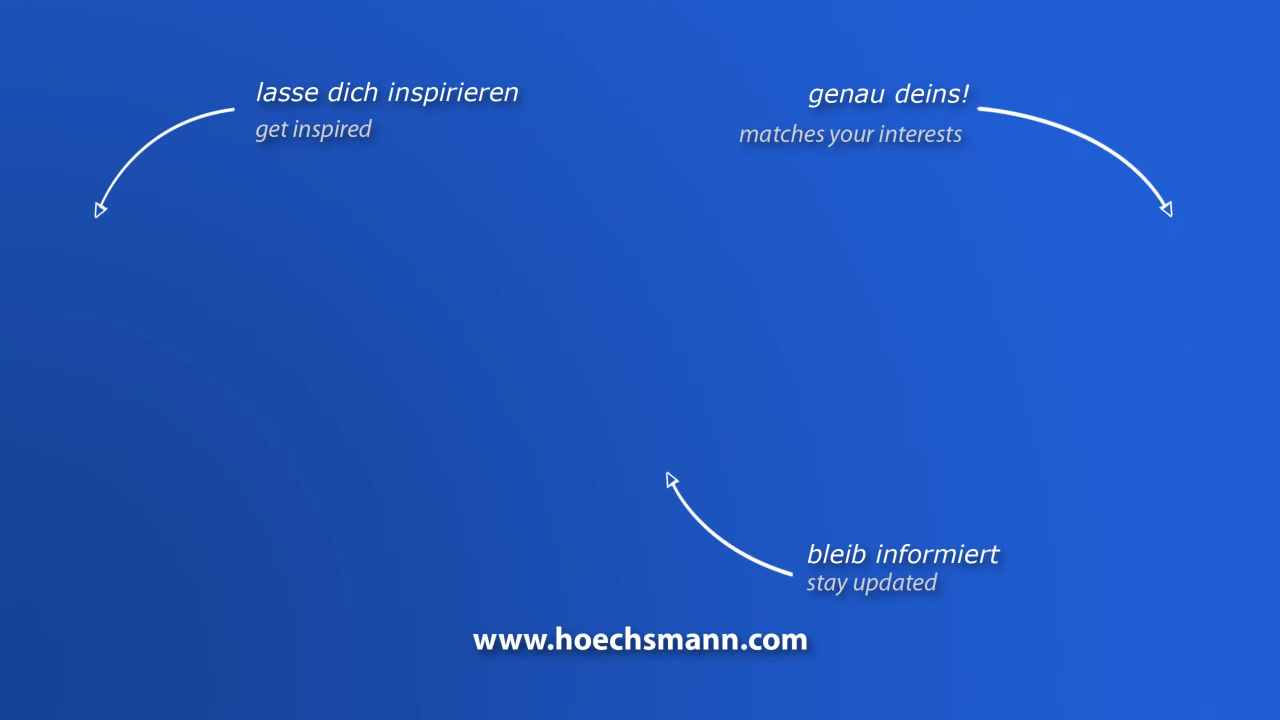 lasse dich inspirieren
get inspired
genau deins!
matches your interests
bleib informiert
stay updated
www.hoechsmann.com